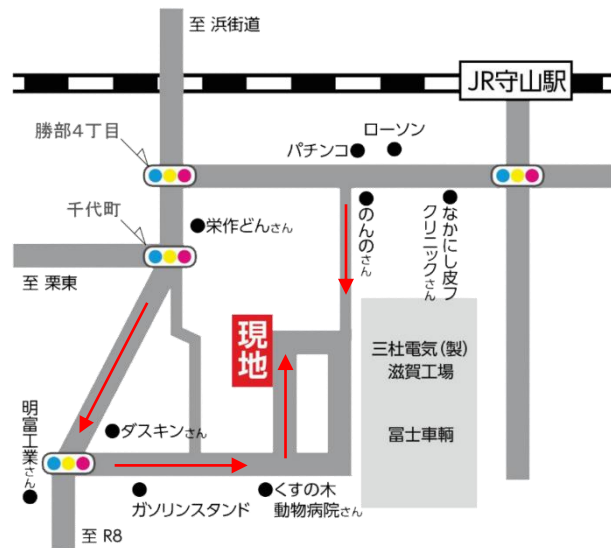 至 浜街道
JR守山駅
勝部4丁目
ローソン
パチンコ
千代町
栄作どんさん
のんのさん
なかにし皮フ
クリニックさん
至 栗東
現地
三社電気(製)
滋賀工場
冨士車輌
明富工業さん
ダスキンさん
ガソリンスタンド
くすの木
動物病院さん
至 R8